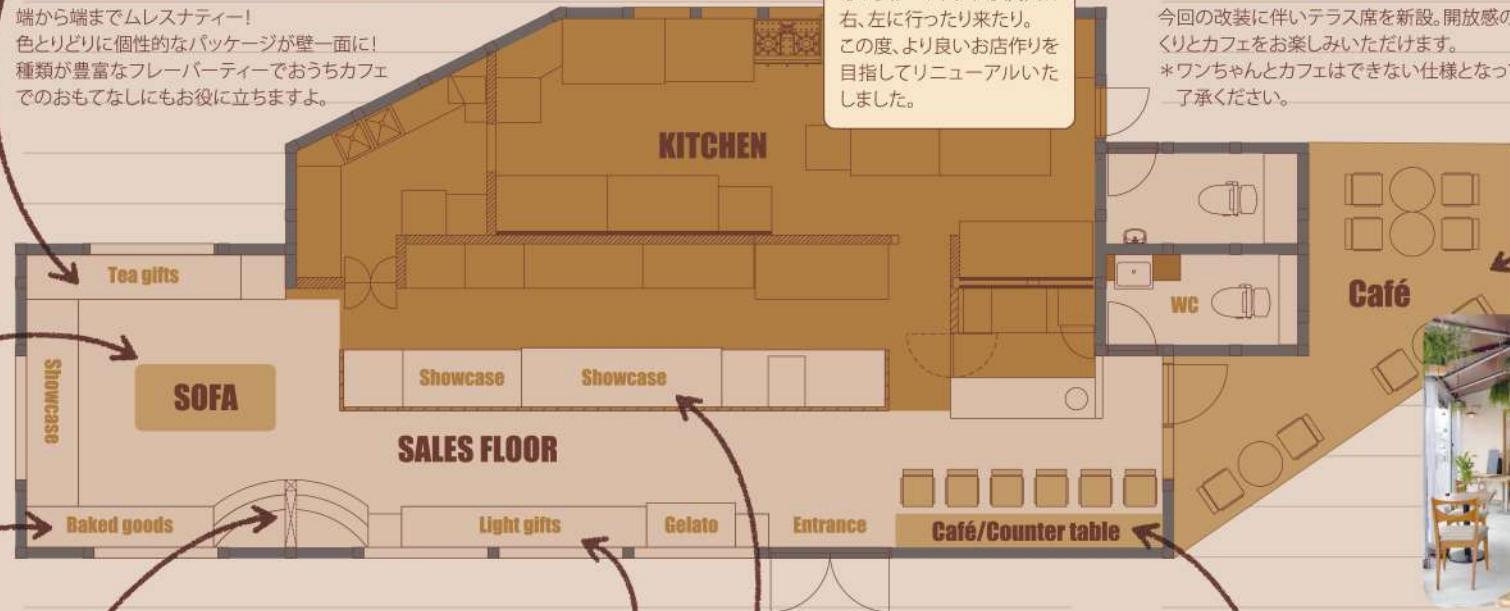 端から端までムレスナティー!
色とりどりに個性的なパッケージが壁一面に!
種類が豊富なフレーバーティーでおうちカフェ
でのおもてなしにもお役に立ちますよ。
右、左に行ったり来たり。
この度、より良いお店作りを
目指してリニューアルいた
しました。
今回の改装に伴いテラス席を新設。開放感の
くりとカフェをお楽しみいただけます。
*ワンちゃんとカフェはできない仕様となっ
了承ください。
KITCHEN
Tea gifts
WC
Café
Showcase
SOFA
Showcase
Showcase
SALES FLOOR
Baked goods
Light gifts
Gelato
Entrance
Café/Counter table